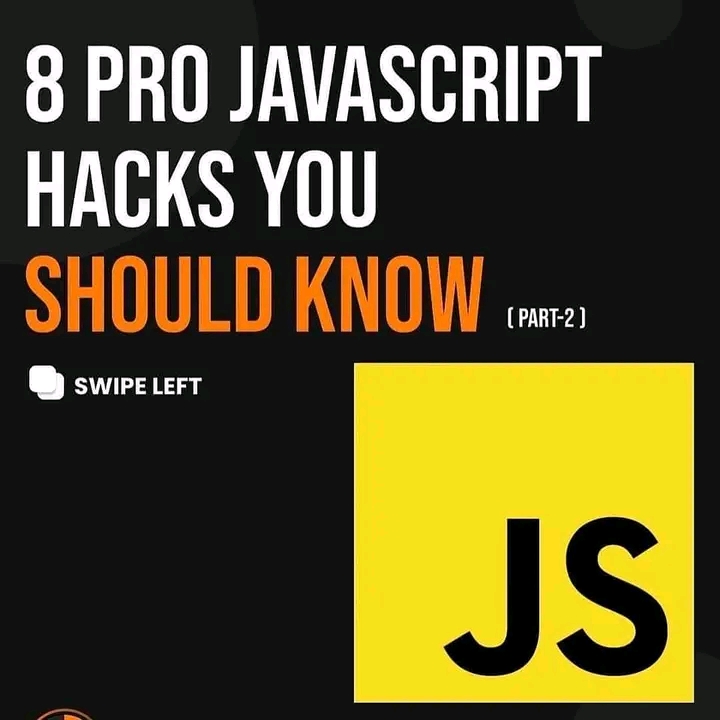 8 PRO JAVASCRIPT
HACKS YOU
SHOULD KNOW ( PART-2 )
SWIPE LEFT
JS